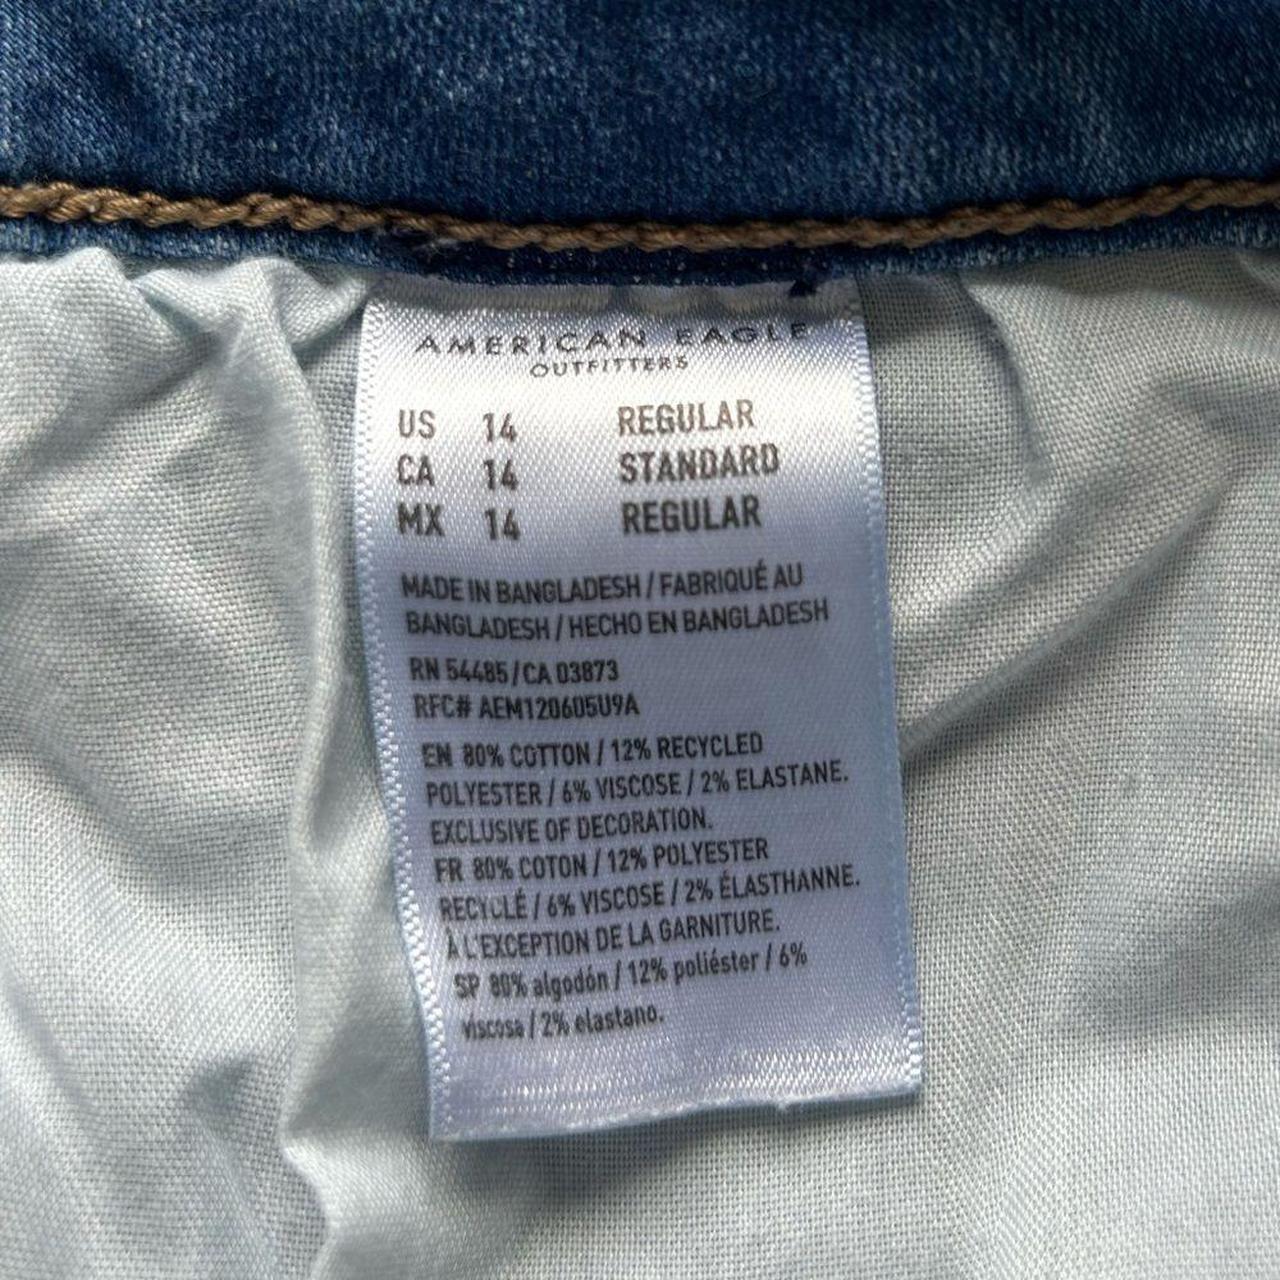 AMERICAN EAGLE
OUTFITTERS
US 14 REGULAR
CA 14 STANDARD
MX 14 REGULAR
MADE IN BANGLADESH / FABRIQUÉ AU
BANGLADESH / HECHO EN BANGLADESH
RN 54485 / CA 03873
RFC# AEM120605U9A
EN 80% COTTON / 12% RECYCLED
POLYESTER / 6% VISCOSE / 2% ELASTANE.
EXCLUSIVE OF DECORATION.
FR 80% COTON / 12% POLYESTER
RECYCLÉ / 6% VISCOSE / 2% ÉLASTHANNE.
À L'EXCEPTION DE LA GARNITURE.
SP 80% algodón / 12% poliéster / 6%
viscosa / 2% elastano.